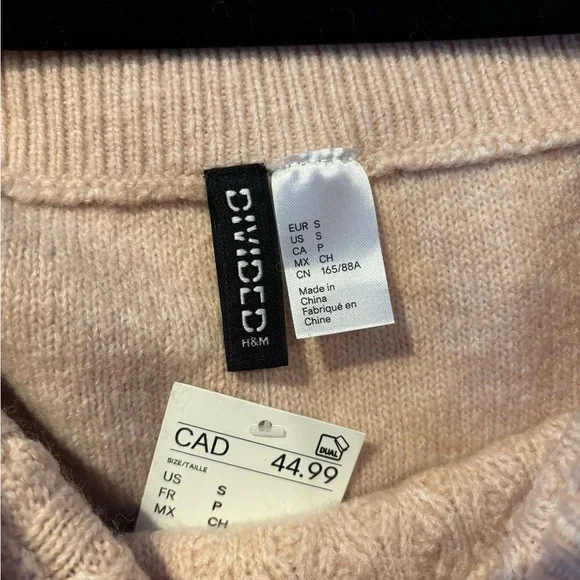 DIVIDED
H&M
EUR S
US S
CA P
MX CH
CN 165/88A
Made in
China
Fabriqué en
Chine
CAD
DUAL
44.99
SIZE/TAILLE
US S
FR P
MX CH